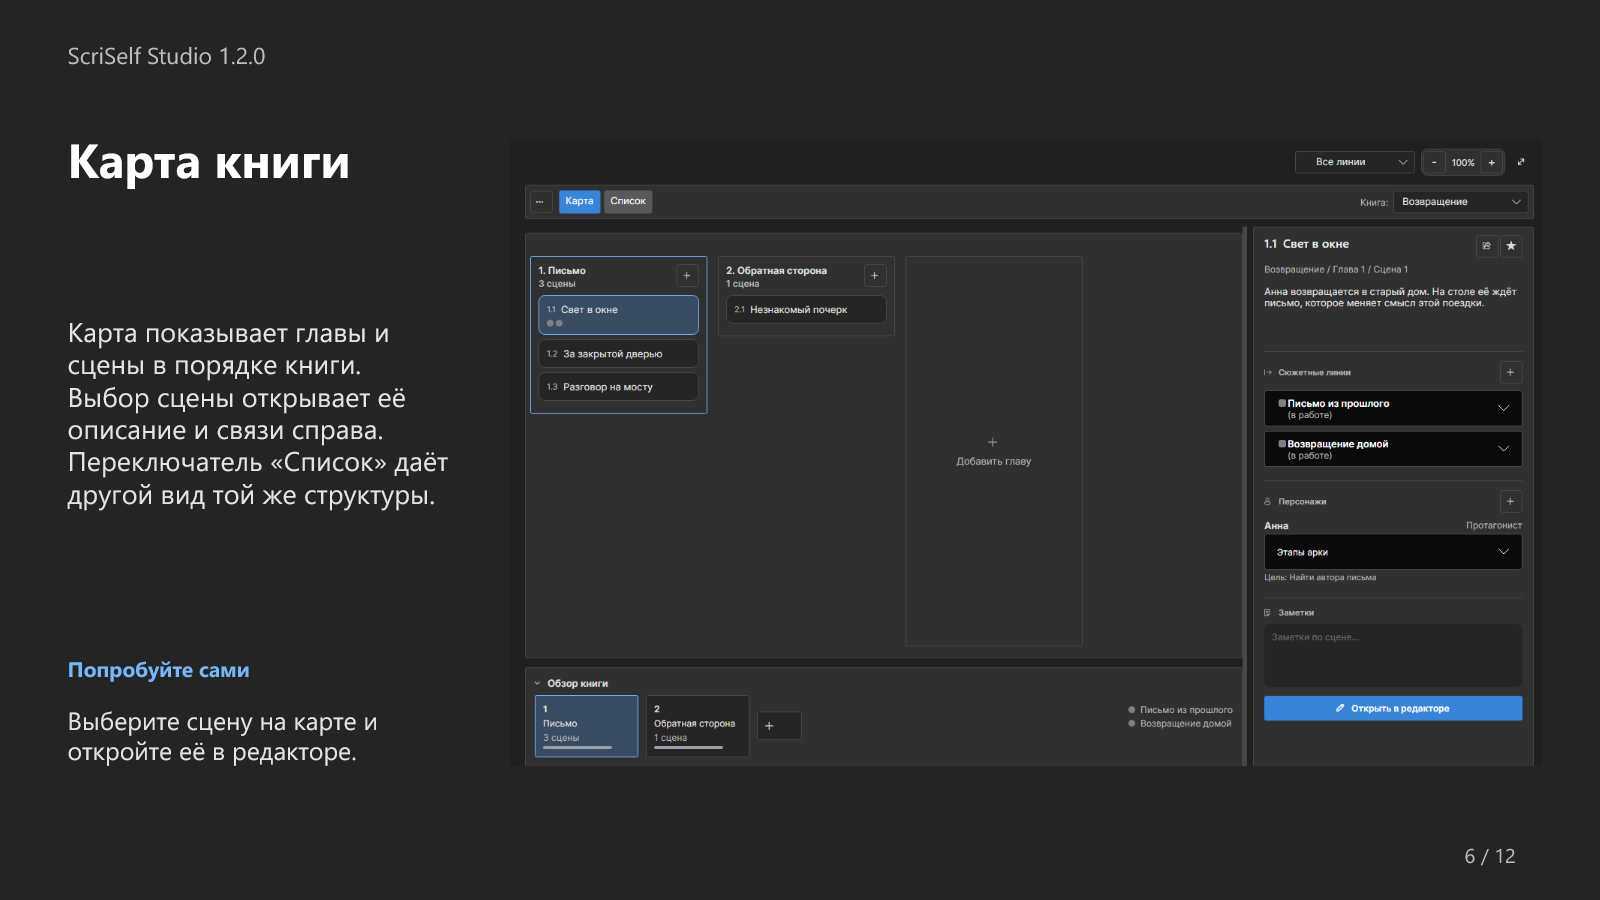 ScriSelf Studio 1.2.0
Карта книги
Карта показывает главы и
сцены в порядке книги.
Выбор сцены открывает её
описание и связи справа.
Переключатель «Список» даёт
другой вид той же структуры.
Попробуйте сами
Выберите сцену на карте и
откройте её в редакторе.
Все линии
- 100% +
... Карта Список
Книга: Возвращение
1. Письмо +
3 сцены
1.1 Свет в окне
1.2 За закрытой дверью
1.3 Разговор на мосту
2. Обратная сторона +
1 сцена
2.1 Незнакомый почерк
+
Добавить главу
Обзор книги
1
Письмо
3 сцены
2
Обратная сторона
1 сцена
+
Письмо из прошлого
Возвращение домой
1.1 Свет в окне
Возвращение / Глава 1 / Сцена 1
Анна возвращается в старый дом. На столе её ждёт
письмо, которое меняет смысл этой поездки.
Сюжетные линии +
Письмо из прошлого
(в работе)
Возвращение домой
(в работе)
Персонажи +
Анна Протагонист
Этапы арки
Цель: Найти автора письма
Заметки
Заметки по сцене...
Открыть в редакторе
6 / 12